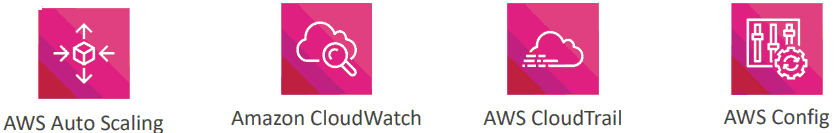 AWS Auto Scaling
Amazon CloudWatch
AWS CloudTrail
AWS Config